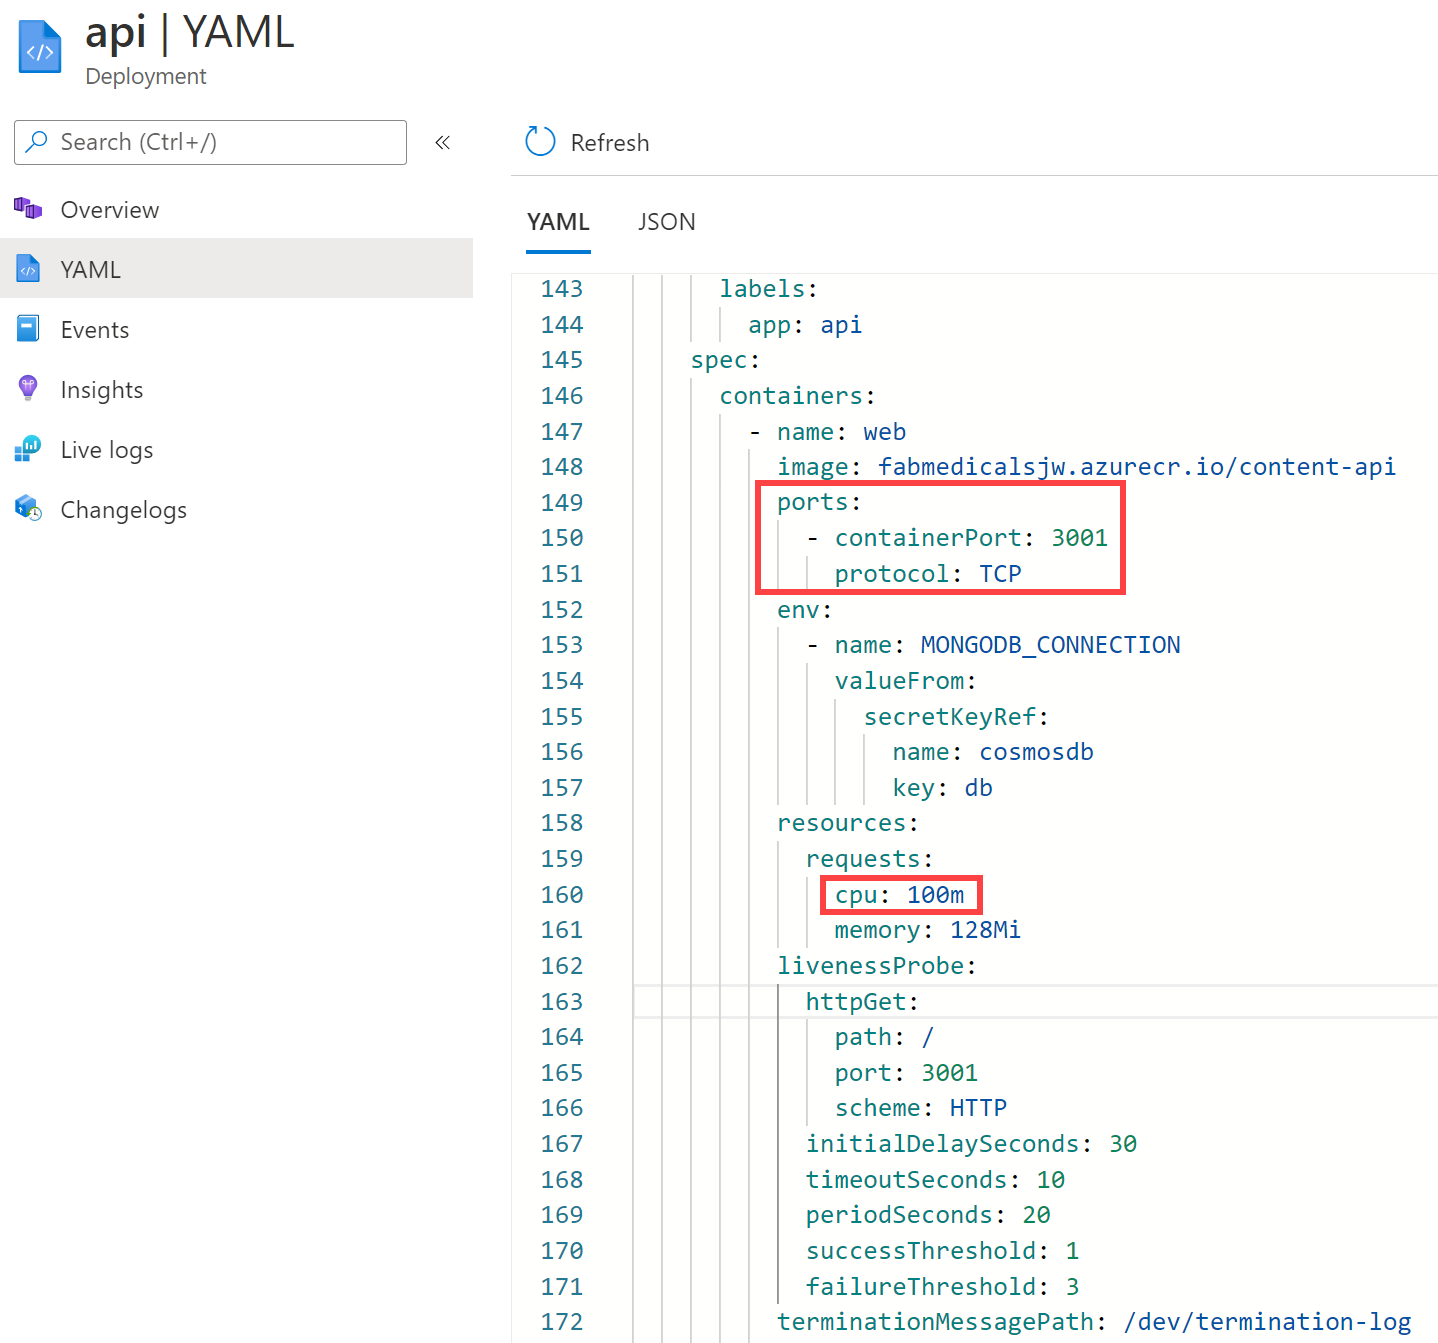 api | YAML
Deployment
Search (Ctrl+/)
«
Refresh
Overview
YAML
Events
Insights
Live logs
Changelogs
YAML JSON
143 labels:
144 app: api
145 spec:
146 containers:
147 - name: web
148 image: fabmedicalsjw.azurecr.io/content-api
149 ports:
150 - containerPort: 3001
151 protocol: TCP
152 env:
153 - name: MONGODB_CONNECTION
154 valueFrom:
155 secretKeyRef:
156 name: cosmosdb
157 key: db
158 resources:
159 requests:
160 cpu: 100m
161 memory: 128Mi
162 livenessProbe:
163 httpGet:
164 path: /
165 port: 3001
166 scheme: HTTP
167 initialDelaySeconds: 30
168 timeoutSeconds: 10
169 periodSeconds: 20
170 successThreshold: 1
171 failureThreshold: 3
172 terminationMessagePath: /dev/termination-log